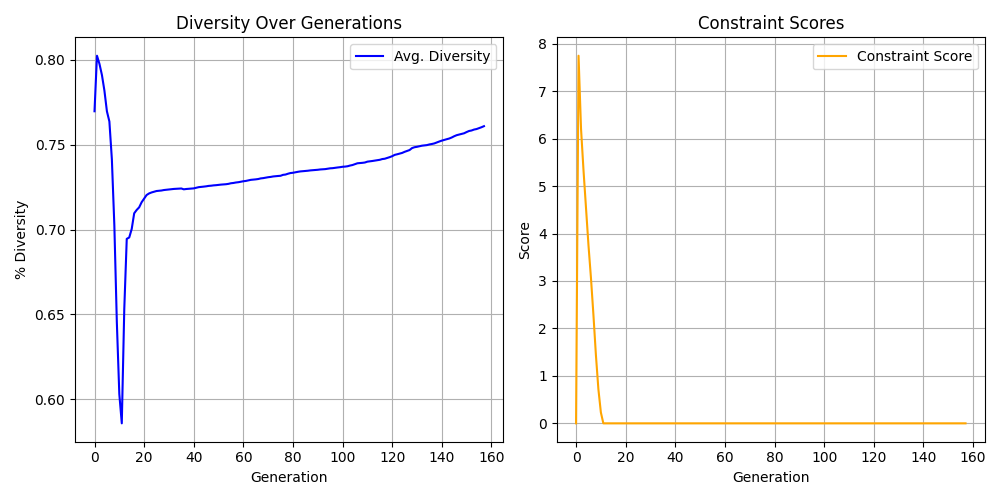 Diversity Over Generations
Avg. Diversity
% Diversity
0.80
0.75
0.70
0.65
0.60
0 20 40 60 80 100 120 140 160
Generation
Constraint Scores
Constraint Score
Score
8
7
6
5
4
3
2
1
0
0 20 40 60 80 100 120 140 160
Generation